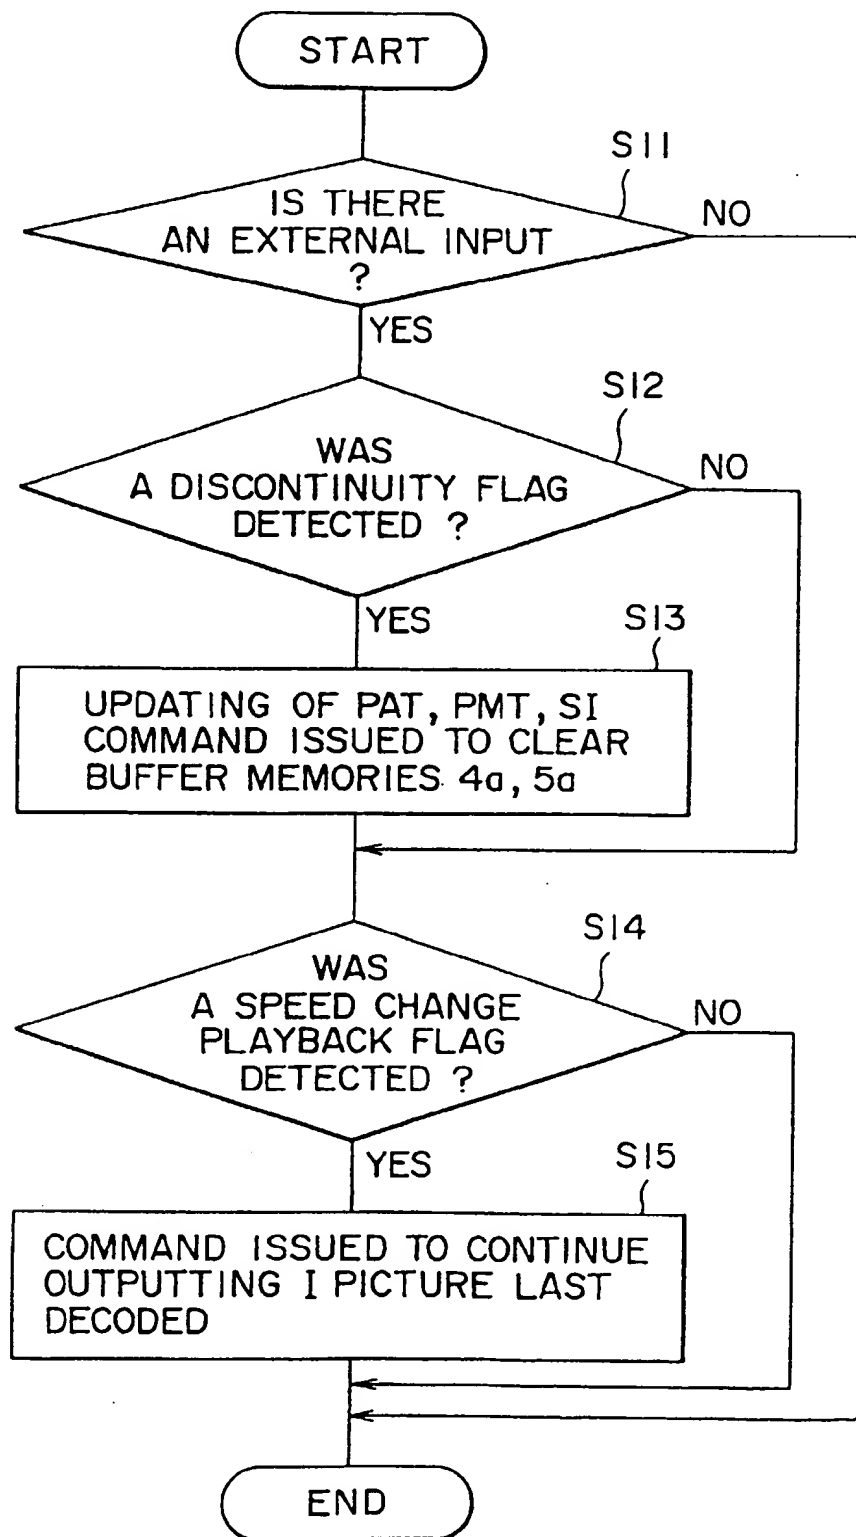 START
S11
IS THERE
NO
AN EXTERNAL INPUT
?
YES
S12
WAS
NO
A DISCONTINUITY FLAG
DETECTED ?
YES
S13
UPDATING OF PAT, PMT, SI
COMMAND ISSUED TO CLEAR
BUFFER MEMORIES 4a, 5a
S14
WAS
A SPEED CHANGE
NO
PLAYBACK FLAG
DETECTED ?
YES
S15
COMMAND ISSUED TO CONTINUE
OUTPUTTING I PICTURE LAST
DECODED
END